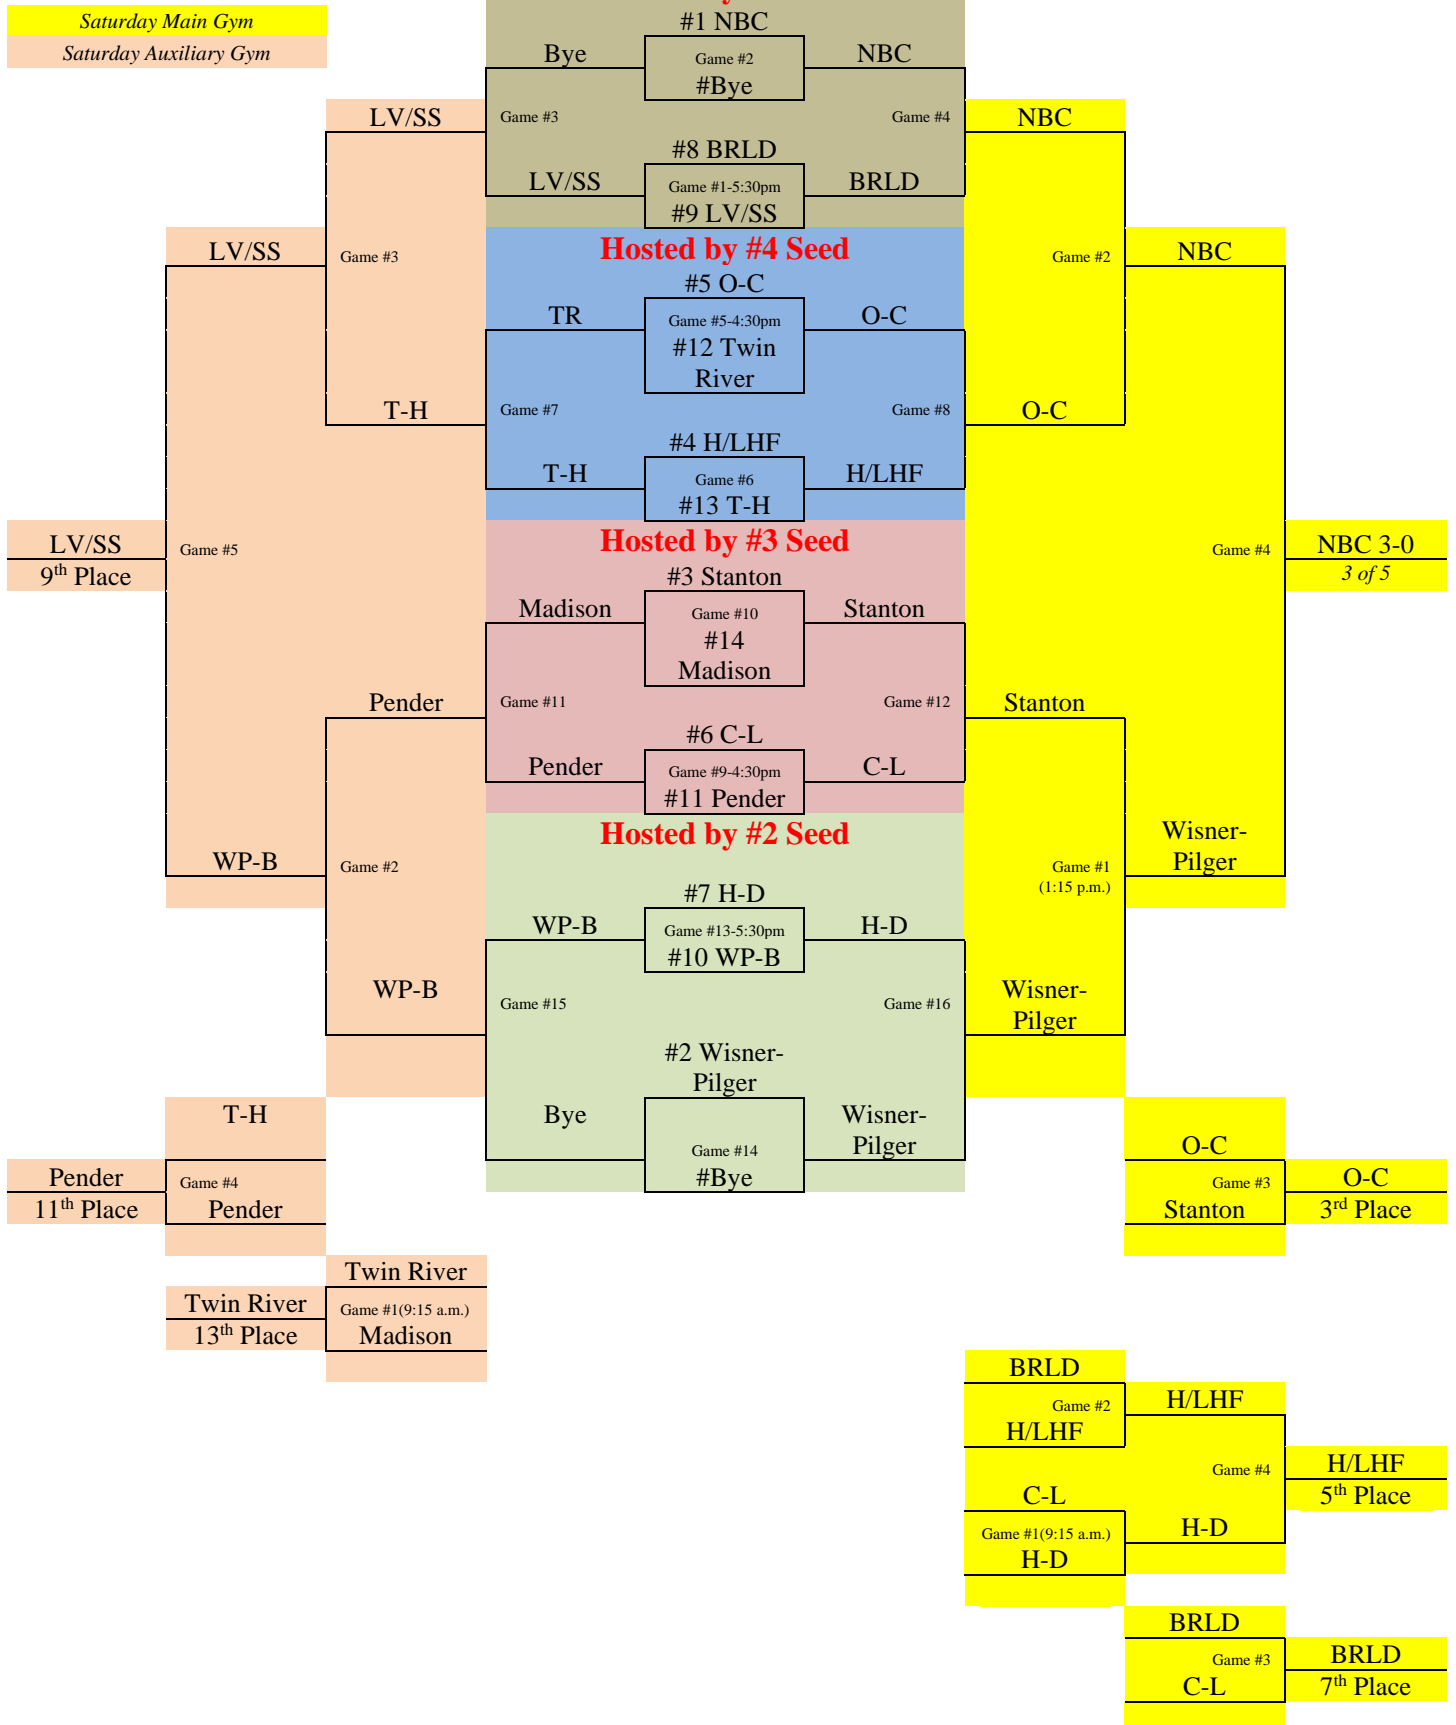 Saturday Main Gym
Saturday Auxiliary Gym
#1 NBC
Bye
Game #2
NBC
#Bye
LV/SS
Game #3
Game #4
NBC
#8 BRLD
LV/SS
Game #1-5:30pm
BRLD
#9 LV/SS
LV/SS
Game #3
Hosted by #4 Seed
Game #2
NBC
#5 O-C
TR
Game #5-4:30pm
O-C
#12 Twin
River
T-H
Game #7
Game #8
O-C
#4 H/LHF
T-H
Game #6
H/LHF
#13 T-H
LV/SS
9th Place
Game #5
Hosted by #3 Seed
Game #4
NBC 3-0
3 of 5
#3 Stanton
Madison
Game #10
Stanton
#14
Madison
Pender
Game #11
Game #12
Stanton
#6 C-L
Pender
Game #9-4:30pm
C-L
#11 Pender
Hosted by #2 Seed
WP-B
Game #2
Game #1
(1:15 p.m.)
Wisner-
Pilger
#7 H-D
WP-B
Game #13-5:30pm
H-D
#10 WP-B
WP-B
Game #15
Game #16
Wisner-
Pilger
#2 Wisner-
Pilger
Bye
Game #14
Wisner-
Pilger
#Bye
T-H
Pender
11th Place
Game #4
Pender
O-C
Game #3
Stanton
O-C
3rd Place
Twin River
Twin River
13th Place
Game #1(9:15 a.m.)
Madison
BRLD
Game #2
H/LHF
H/LHF
Game #4
H/LHF
5th Place
C-L
Game #1(9:15 a.m.)
H-D
H-D
BRLD
Game #3
C-L
BRLD
7th Place